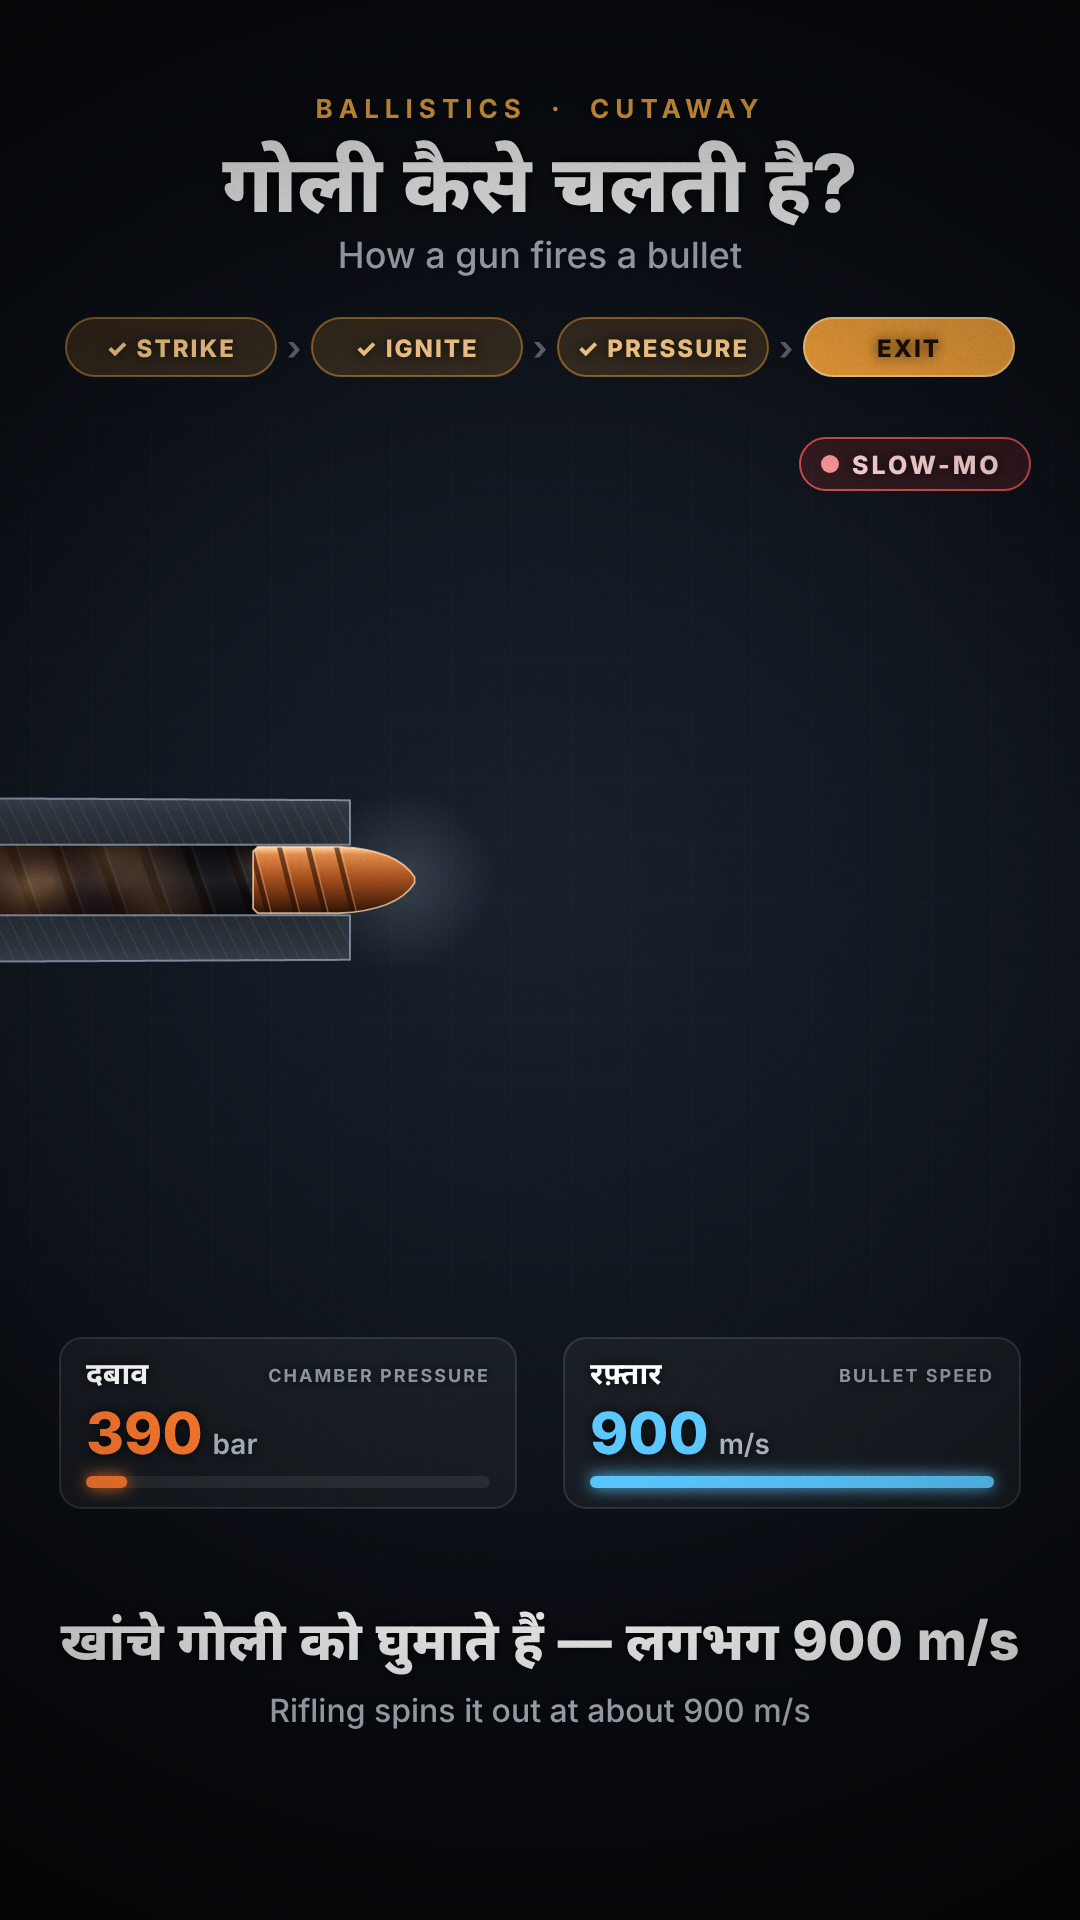 BALLISTICS · CUTAWAY
गोली कैसे चलती है?
How a gun fires a bullet
✓ STRIKE › ✓ IGNITE › ✓ PRESSURE › EXIT
SLOW-MO
दबाव CHAMBER PRESSURE
390 bar
रफ़्तार BULLET SPEED
900 m/s
खांचे गोली को घुमाते हैं — लगभग 900 m/s
Rifling spins it out at about 900 m/s